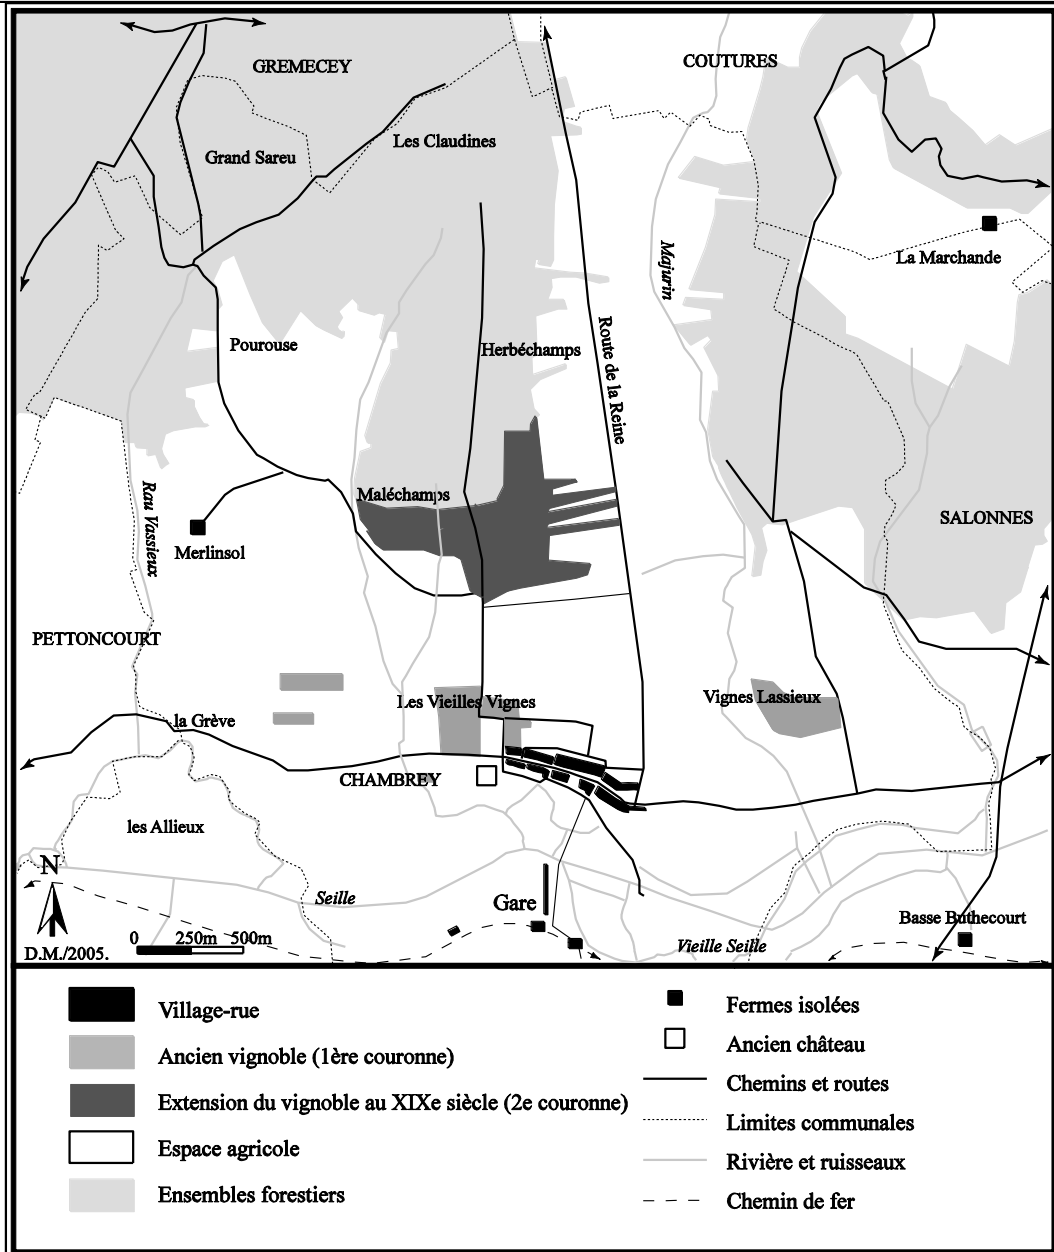 GREMECEY
COUTURES
Les Claudines
Grand Sareu
La Marchande
Majurin
Pourouse
Herbéchamps
Route de la Reine
Maléchamps
Rau Vassieux
SALONNES
Merlinsol
PETTONCOURT
Les Vieilles Vignes
Vignes Lassieux
la Grève
CHAMBREY
les Allieux
N
Seille
Gare
Basse Buthecourt
Vieille Seille
0 250m 500m
D.M./2005.
Village-rue
Ancien vignoble (1ère couronne)
Extension du vignoble au XIXe siècle (2e couronne)
Espace agricole
Ensembles forestiers
Fermes isolées
Ancien château
Chemins et routes
Limites communales
Rivière et ruisseaux
Chemin de fer